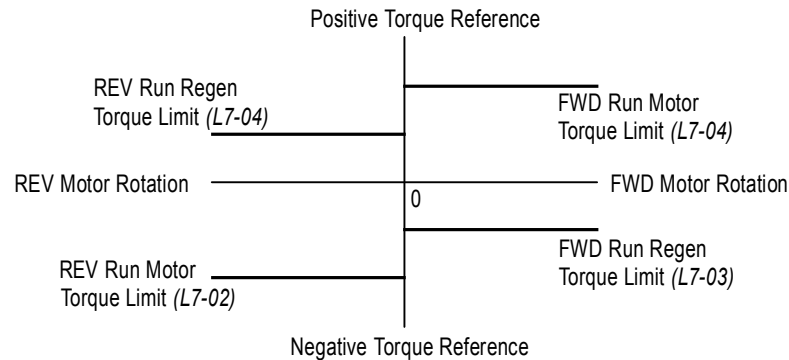 Positive Torque Reference
REV Run Regen
Torque Limit (L7-04)
FWD Run Motor
Torque Limit (L7-04)
REV Motor Rotation
0
FWD Motor Rotation
REV Run Motor
Torque Limit (L7-02)
FWD Run Regen
Torque Limit (L7-03)
Negative Torque Reference